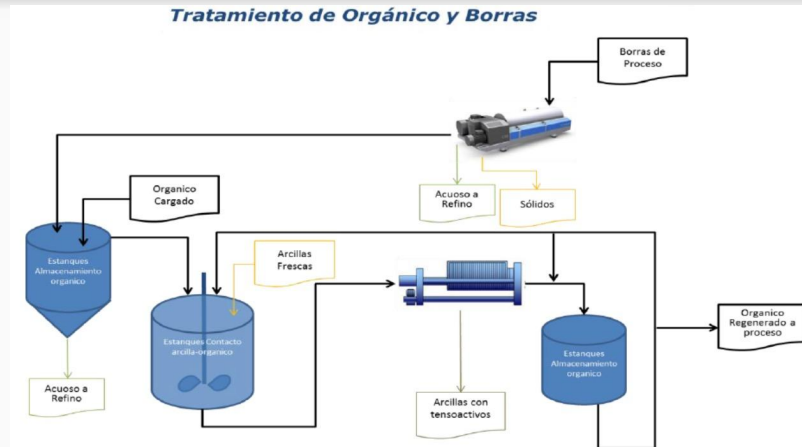 Tratamiento de Orgánico y Borras
Borras de
Proceso
Organico
Cargado
Acuoso a
Refino
Sólidos
Estanques
Almacenamiento
organico
Arcillas
Frescas
Estanques Contacto
arcilla-organico
Organico
Regenerado a
proceso
Estanques
Almacenamiento
organico
Acuoso a
Refino
Arcillas con
tensoactivos